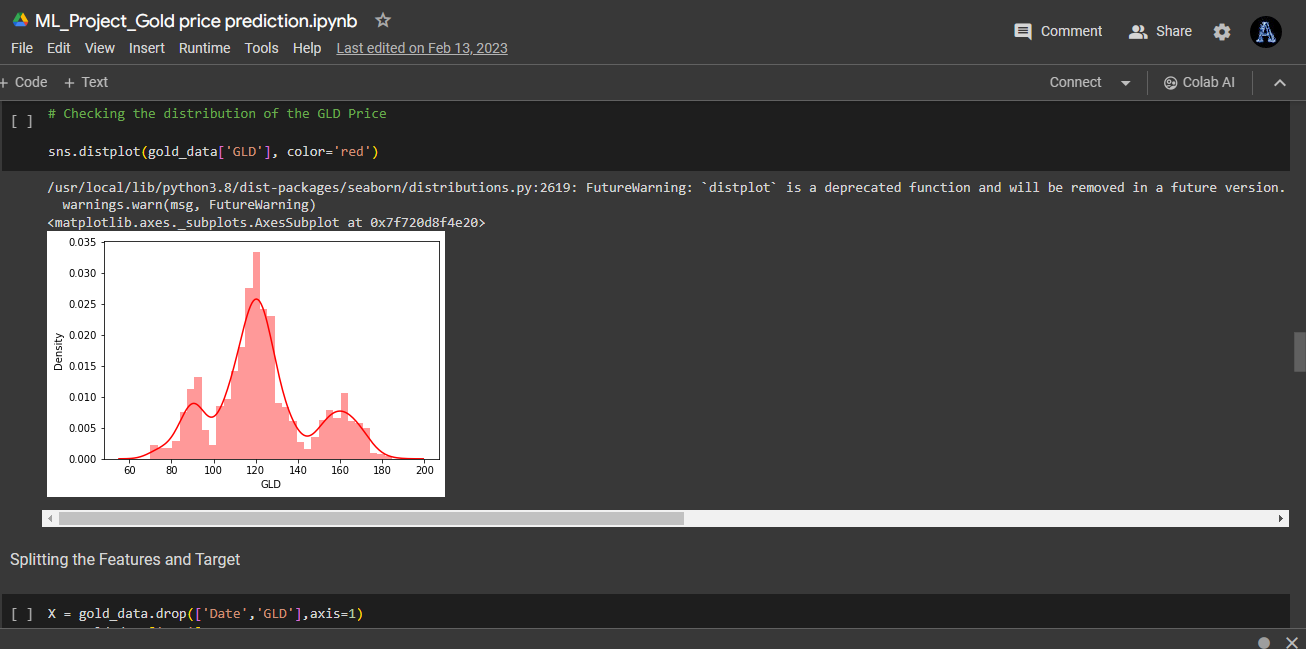 ML_Project_Gold price prediction.ipynb
File Edit View Insert Runtime Tools Help Last edited on Feb 13, 2023
Comment Share
+ Code + Text
Connect Colab AI
[ ] # Checking the distribution of the GLD Price
sns.distplot(gold_data['GLD'], color='red')
/usr/local/lib/python3.8/dist-packages/seaborn/distributions.py:2619: FutureWarning: `distplot` is a deprecated function and will be removed in a future version.
warnings.warn(msg, FutureWarning)
<matplotlib.axes._subplots.AxesSubplot at 0x7f720d8f4e20>
0.035
0.030
0.025
0.020
0.015
0.010
0.005
0.000
Density
60 80 100 120 140 160 180 200
GLD
Splitting the Features and Target
[ ] X = gold_data.drop(['Date','GLD'],axis=1)